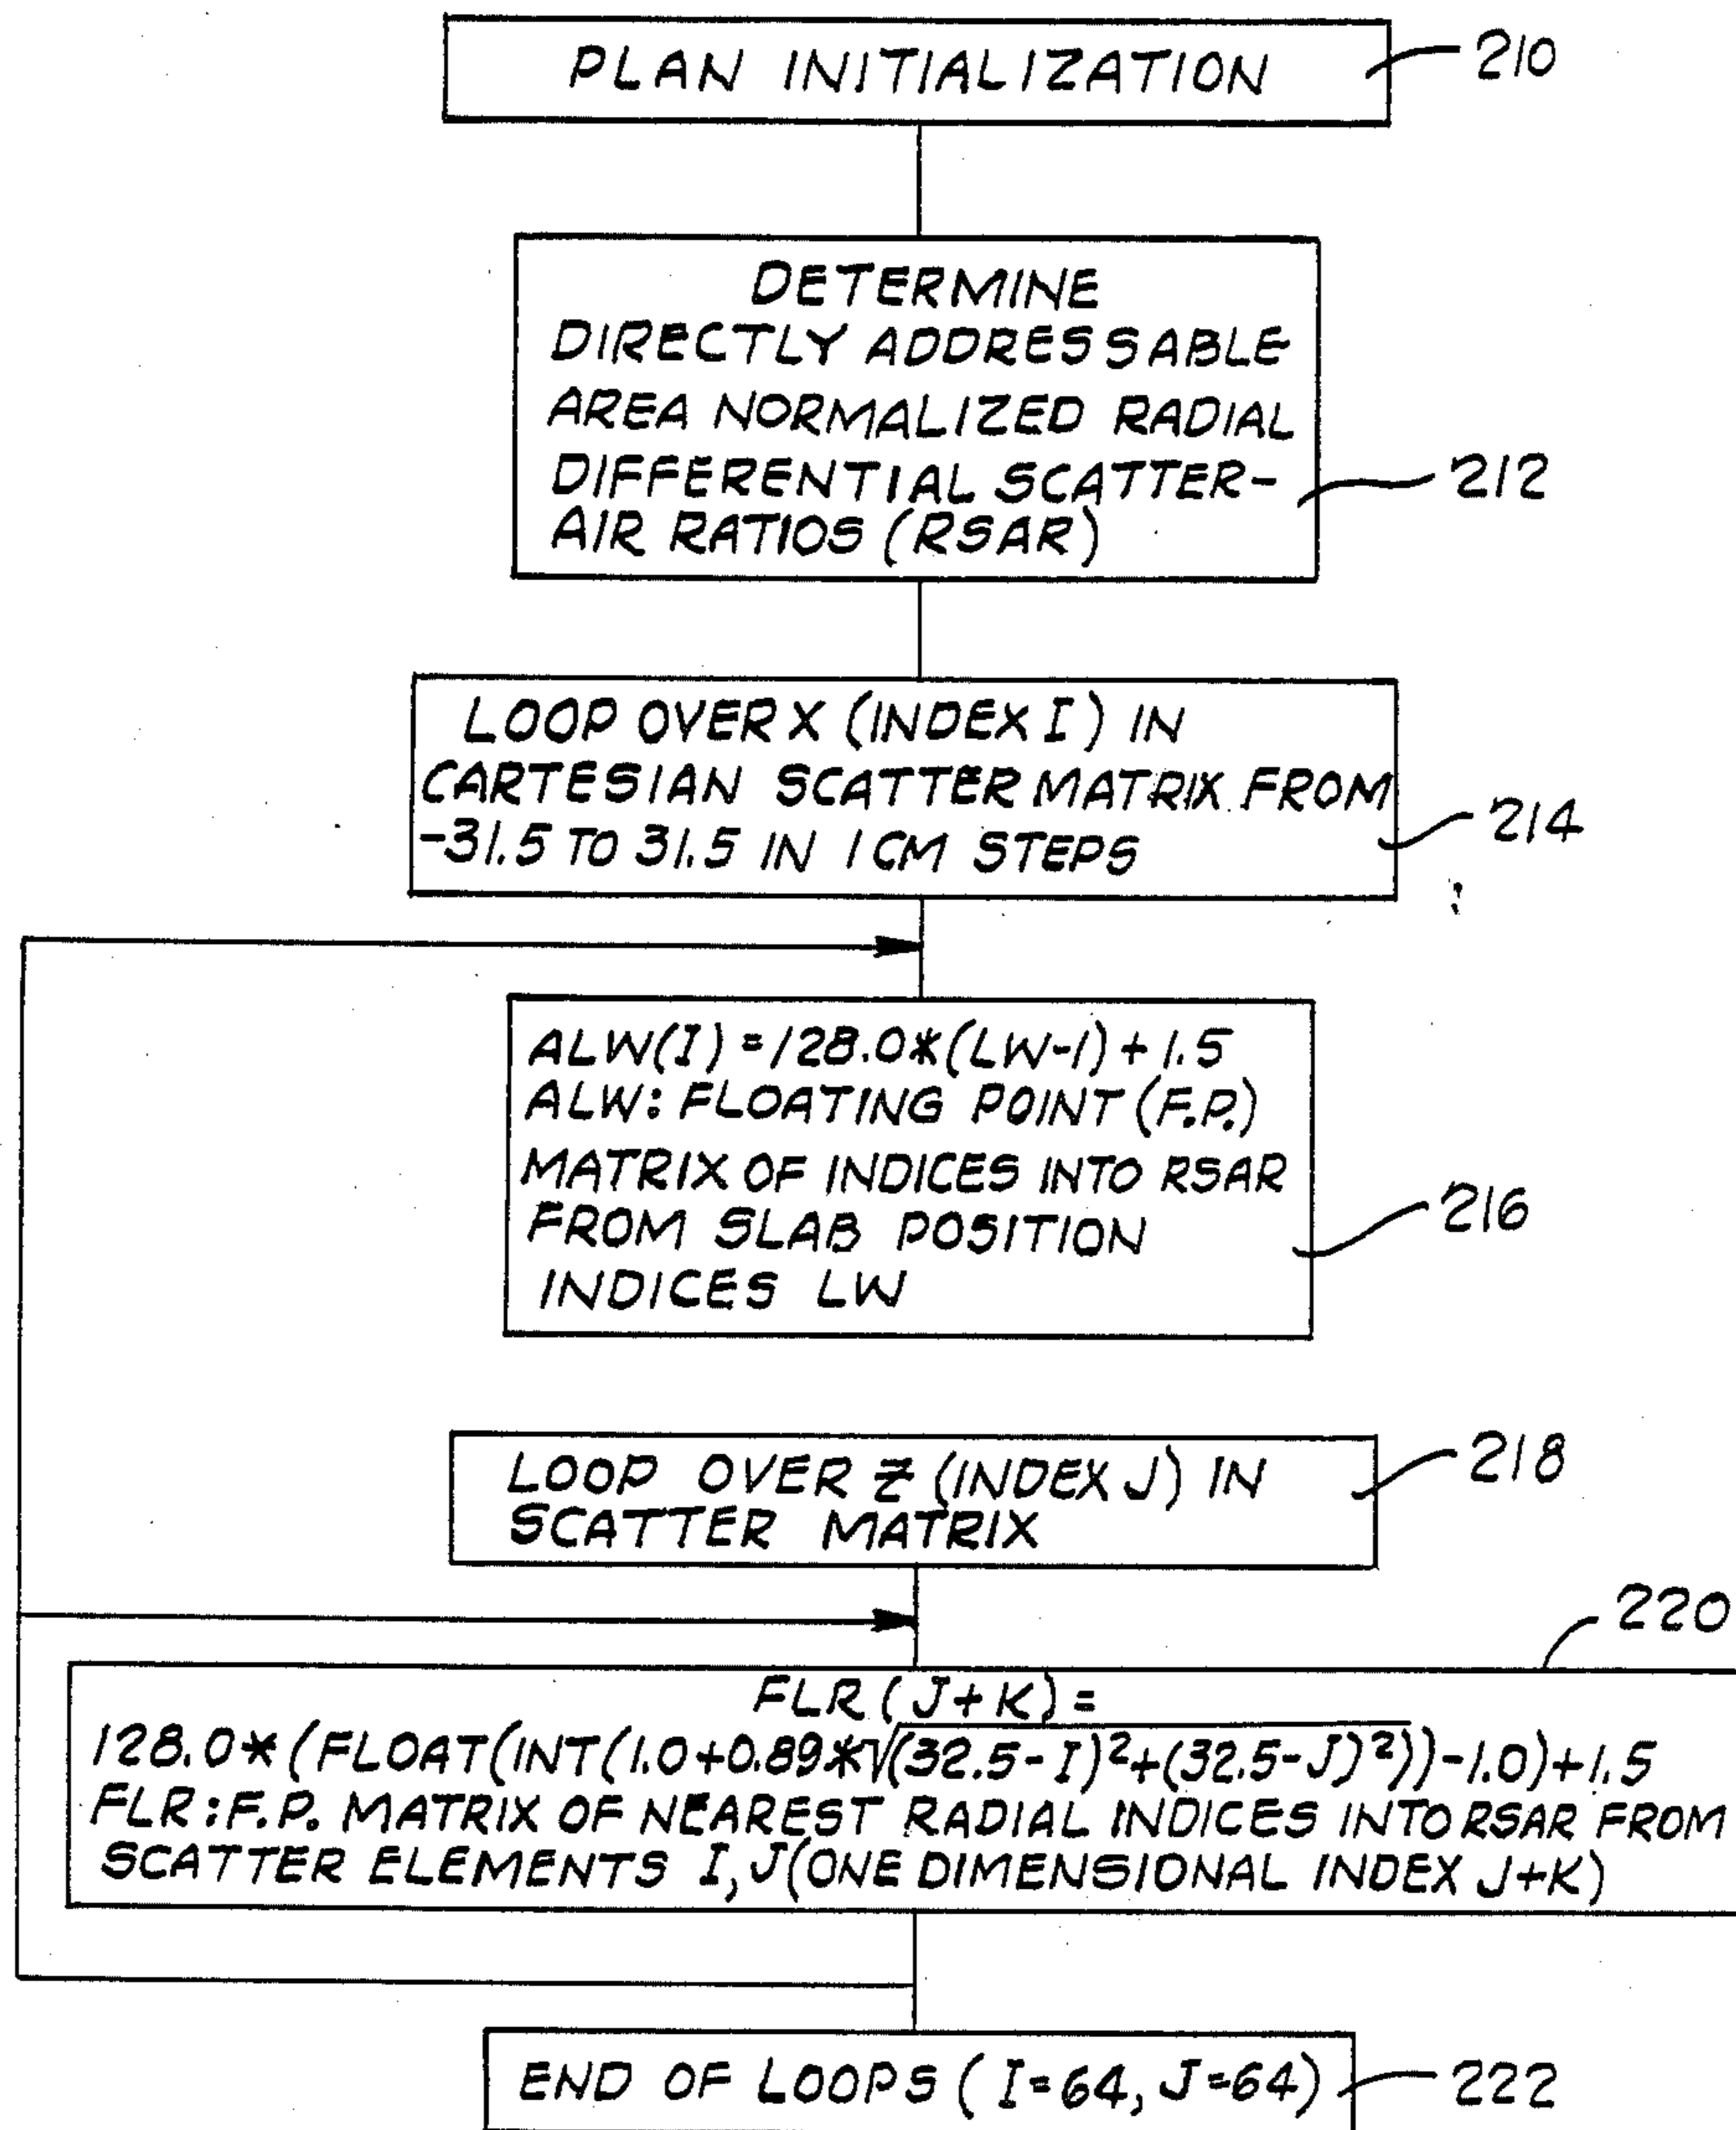 PLAN INITIALIZATION
210
DETERMINE
DIRECTLY ADDRESSABLE
AREA NORMALIZED RADIAL
DIFFERENTIAL SCATTER-
AIR RATIOS (RSAR)
212
LOOP OVER X (INDEX I) IN
CARTESIAN SCATTER MATRIX FROM
-31.5 TO 31.5 IN 1 CM STEPS
214
ALW(I) = 128.0*(LW-1) + 1.5
ALW: FLOATING POINT (F.P.)
MATRIX OF INDICES INTO RSAR
FROM SLAB POSITION
INDICES LW
216
LOOP OVER Z (INDEX J) IN
SCATTER MATRIX
218
220
FLR (J+K) =
128.0*(FLOAT(INT(1.0+0.89*√(32.5-I)²+(32.5-J)²))-1.0)+1.5
FLR: F.P. MATRIX OF NEAREST RADIAL INDICES INTO RSAR FROM
SCATTER ELEMENTS I, J (ONE DIMENSIONAL INDEX J+K)
END OF LOOPS (I=64, J=64)
222